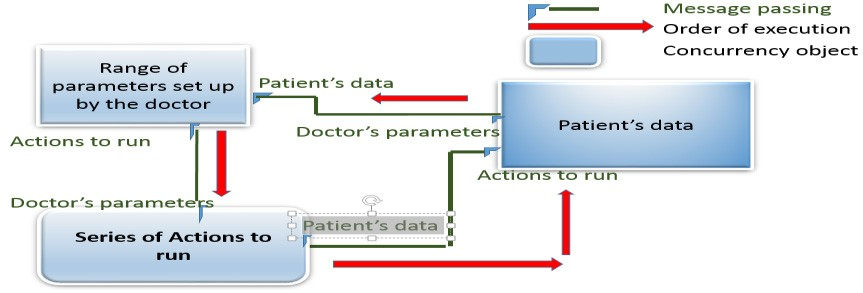 Message passing
Order of execution
Concurrency object
Range of
parameters set up
by the doctor
Patient's data
Doctor's parameters
Patient's data
Actions to run
Actions to run
Doctor's parameters
Series of Actions to
run
Patient's data